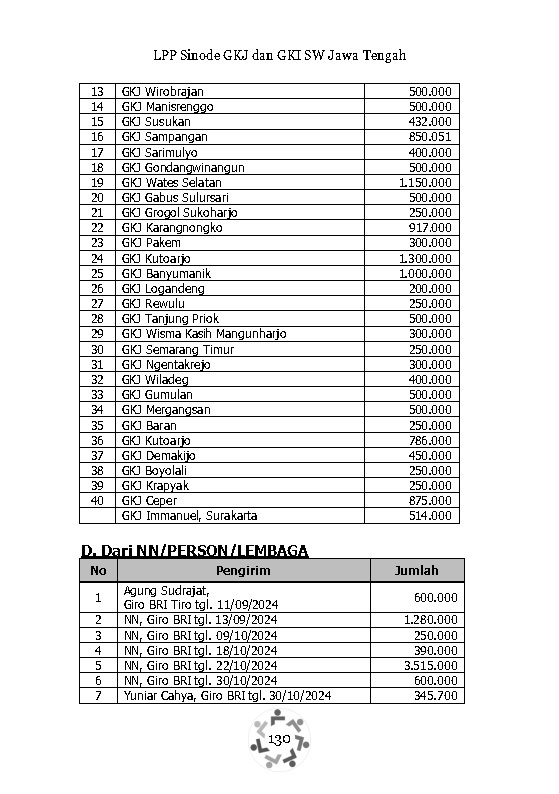 LPP Sinode GKJ dan GKI SW Jawa Tengah
13 GKJ Wirobrajan 500.000
14 GKJ Manisrenggo 500.000
15 GKJ Susukan 432.000
16 GKJ Sampangan 850.051
17 GKJ Sarimulyo 400.000
18 GKJ Gondangwinangun 500.000
19 GKJ Wates Selatan 1.150.000
20 GKJ Gabus Sulursari 500.000
21 GKJ Grogol Sukoharjo 250.000
22 GKJ Karangnongko 917.000
23 GKJ Pakem 300.000
24 GKJ Kutoarjo 1.300.000
25 GKJ Banyumanik 1.000.000
26 GKJ Logandeng 200.000
27 GKJ Rewulu 250.000
28 GKJ Tanjung Priok 500.000
29 GKJ Wisma Kasih Mangunharjo 300.000
30 GKJ Semarang Timur 250.000
31 GKJ Ngentakrejo 300.000
32 GKJ Wiladeg 400.000
33 GKJ Gumulan 500.000
34 GKJ Mergangsan 500.000
35 GKJ Baran 250.000
36 GKJ Kutoarjo 786.000
37 GKJ Demakijo 450.000
38 GKJ Boyolali 250.000
39 GKJ Krapyak 250.000
40 GKJ Ceper 875.000
GKJ Immanuel, Surakarta 514.000
D. Dari NN/PERSON/LEMBAGA
No Pengirim Jumlah
1 Agung Sudrajat,
Giro BRI Tiro tgl. 11/09/2024 600.000
2 NN, Giro BRI tgl. 13/09/2024 1.280.000
3 NN, Giro BRI tgl. 09/10/2024 250.000
4 NN, Giro BRI tgl. 18/10/2024 390.000
5 NN, Giro BRI tgl. 22/10/2024 3.515.000
6 NN, Giro BRI tgl. 30/10/2024 600.000
7 Yuniar Cahya, Giro BRI tgl. 30/10/2024 345.700
130